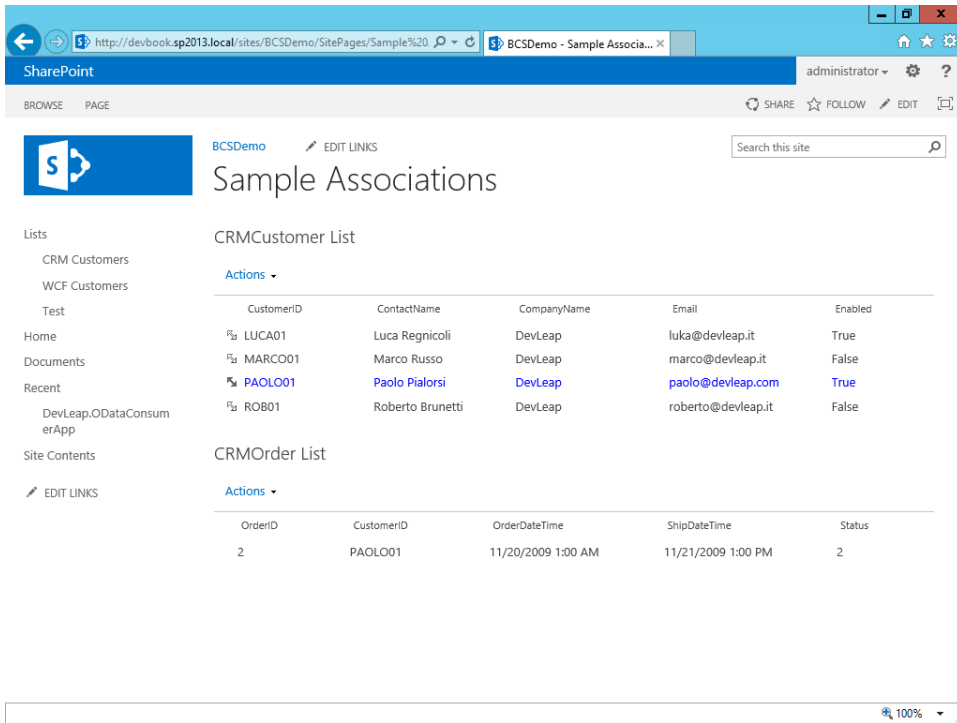 http://devbook.sp2013.local/sites/BCSDemo/SitePages/Sample%20. BCSDemo - Sample Associa...
SharePoint administrator ?
BROWSE PAGE SHARE FOLLOW EDIT
S BCSDemo EDIT LINKS Search this site
Sample Associations
Lists
CRM Customers
WCF Customers
Test
Home
Documents
Recent
DevLeap.ODataConsum
erApp
Site Contents
EDIT LINKS
CRMCustomer List
Actions
CustomerID ContactName CompanyName Email Enabled
LUCA01 Luca Regnicoli DevLeap luka@devleap.it True
MARCO01 Marco Russo DevLeap marco@devleap.it False
PAOLO01 Paolo Pialorsi DevLeap paolo@devleap.com True
ROB01 Roberto Brunetti DevLeap roberto@devleap.it False
CRMOrder List
Actions
OrderID CustomerID OrderDateTime ShipDateTime Status
2 PAOLO01 11/20/2009 1:00 AM 11/21/2009 1:00 PM 2
100%